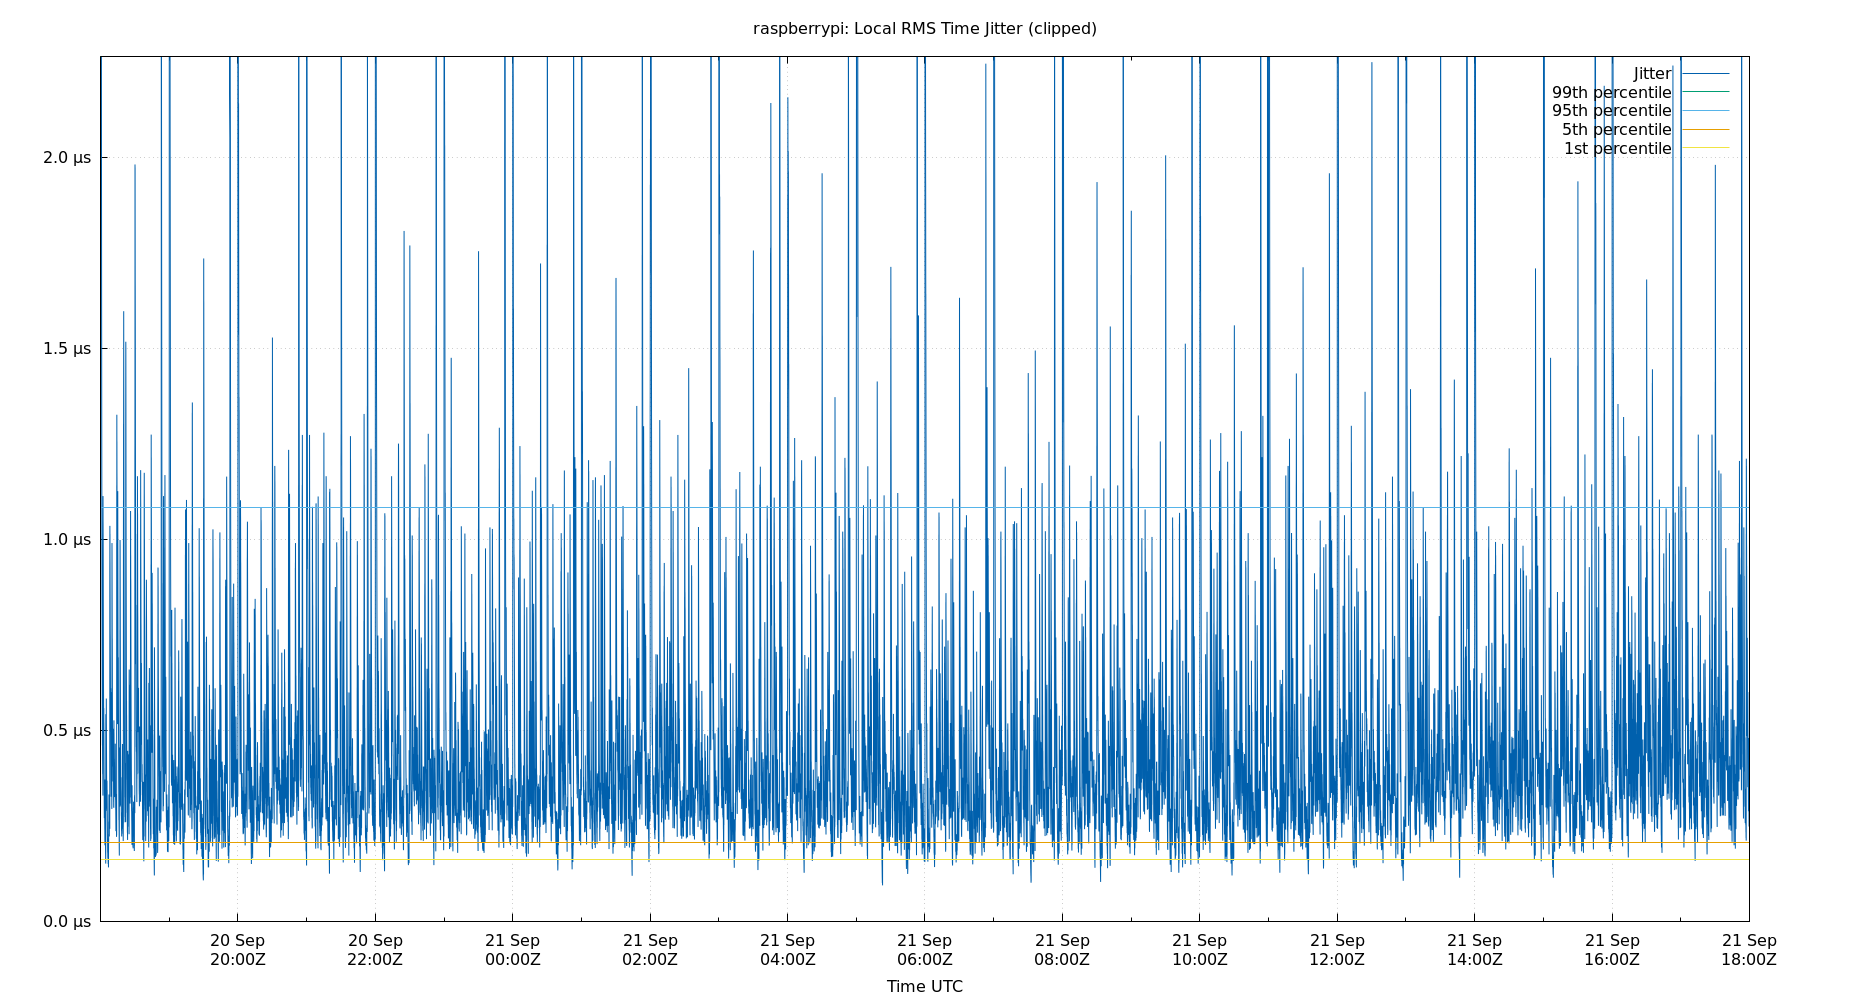 raspberrypi: Local RMS Time Jitter (clipped)
Jitter
99th percentile
95th percentile
5th percentile
1st percentile
2.0 µs
1.5 µs
1.0 µs
0.5 µs
0.0 µs
20 Sep 20 Sep 21 Sep 21 Sep 21 Sep 21 Sep 21 Sep 21 Sep 21 Sep 21 Sep 21 Sep 21 Sep
20:00Z 22:00Z 00:00Z 02:00Z 04:00Z 06:00Z 08:00Z 10:00Z 12:00Z 14:00Z 16:00Z 18:00Z
Time UTC